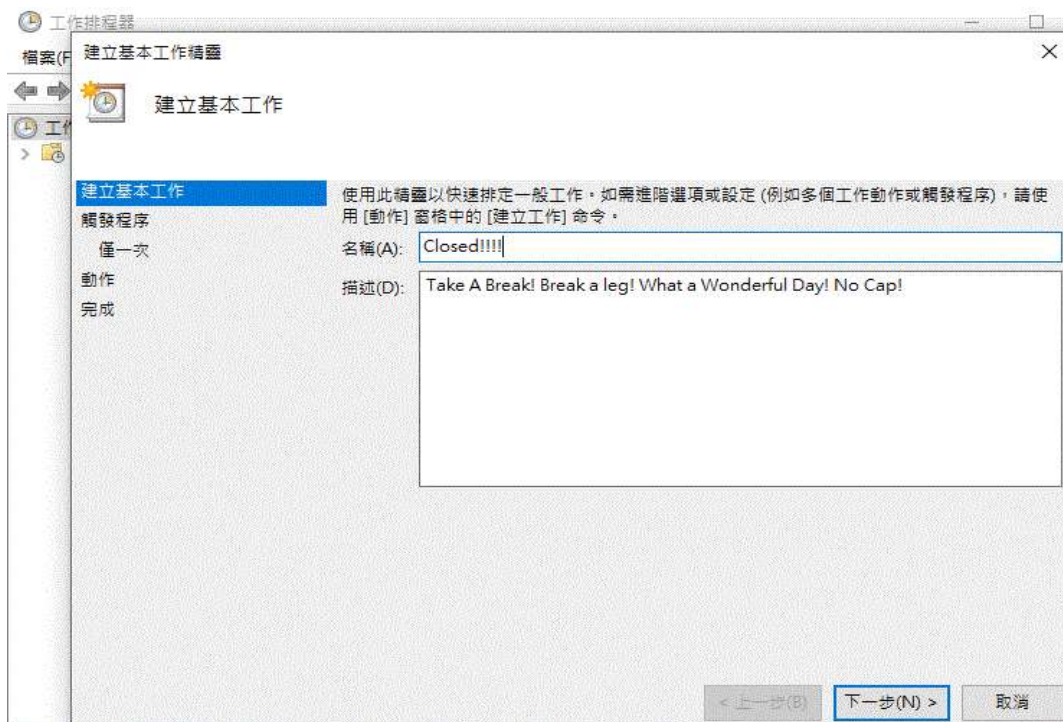 工作排程器
檔案(F
建立基本工作精靈
建立基本工作
工作
建立基本工作
觸發程序
僅一次
動作
完成
使用此精靈以快速排定一般工作。如需進階選項或設定 (例如多個工作動作或觸發程序)，請使
用 [動作] 窗格中的 [建立工作] 命令。
名稱(A):
Closed!!!!
描述(D):
Take A Break! Break a leg! What a Wonderful Day! No Cap!
< 上一步(B)
下一步(N) >
取消